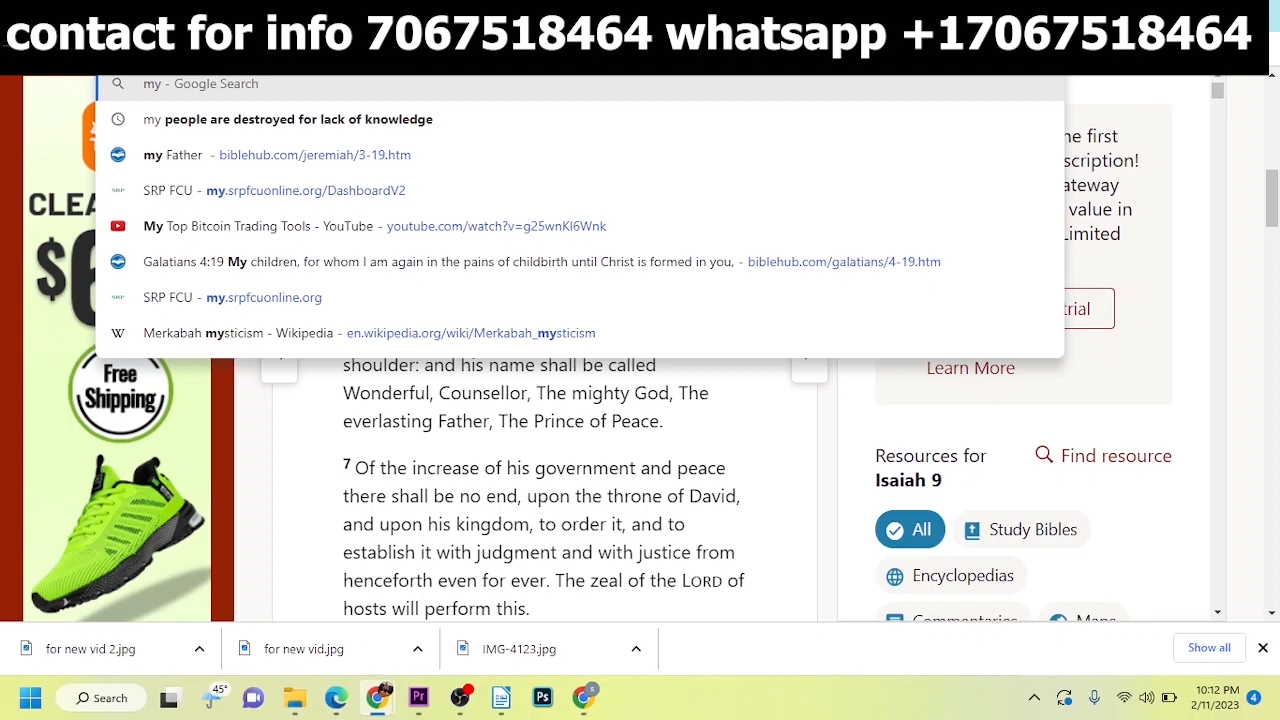 contact for info 7067518464 whatsapp +17067518464
my - Google Search
my people are destroyed for lack of knowledge
my Father - biblehub.com/jeremiah/3-19.htm
SRP FCU - my.srpfcuonline.org/DashboardV2
My Top Bitcoin Trading Tools - YouTube - youtube.com/watch?v=g25wnKl6Wnk
Galatians 4:19 My children, for whom I am again in the pains of childbirth until Christ is formed in you, - biblehub.com/galatians/4-19.htm
SRP FCU - my.srpfcuonline.org
Merkabah mysticism - Wikipedia - en.wikipedia.org/wiki/Merkabah_mysticism
CLEA
$6
Free
Shipping
shoulder: and his name shall be called
Wonderful, Counsellor, The mighty God, The
everlasting Father, The Prince of Peace.
7 Of the increase of his government and peace
there shall be no end, upon the throne of David,
and upon his kingdom, to order it, and to
establish it with judgment and with justice from
henceforth even for ever. The zeal of the LORD of
hosts will perform this.
he first
scription!
ateway
value in
Limited
trial
Learn More
Resources for
Isaiah 9
Find resource
All
Study Bibles
Encyclopedias
Commentaries
Maps
for new vid 2.jpg
for new vid.jpg
IMG-4123.jpg
Show all
Search
45°
10:12 PM
2/11/2023
4